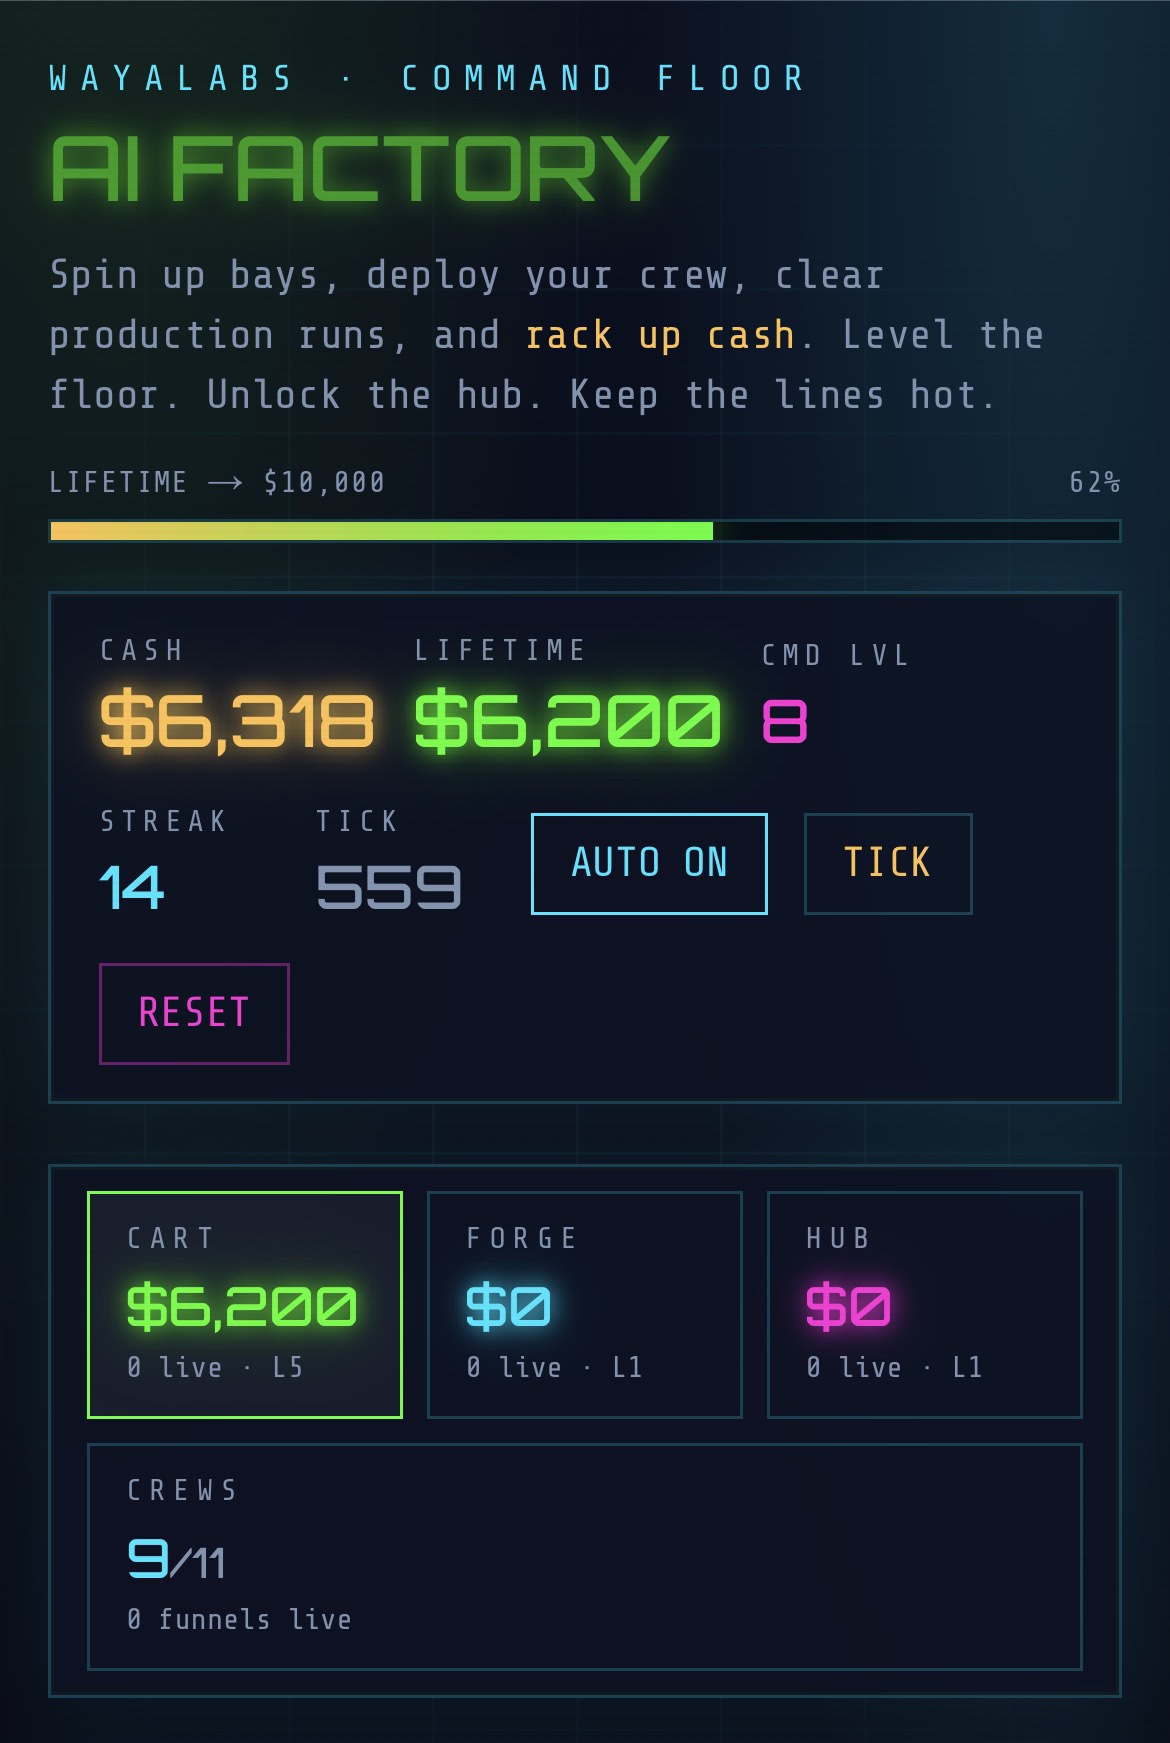 WAYALABS · COMMAND FLOOR
AI FACTORY
Spin up bays, deploy your crew, clear
production runs, and rack up cash. Level the
floor. Unlock the hub. Keep the lines hot.
LIFETIME → $10,000 62%
CASH LIFETIME CMD LVL
$6,318 $6,200 8
STREAK TICK
14 559 AUTO ON TICK
RESET
CART FORGE HUB
$6,200 $0 $0
0 live · L5 0 live · L1 0 live · L1
CREWS
9/11
0 funnels live